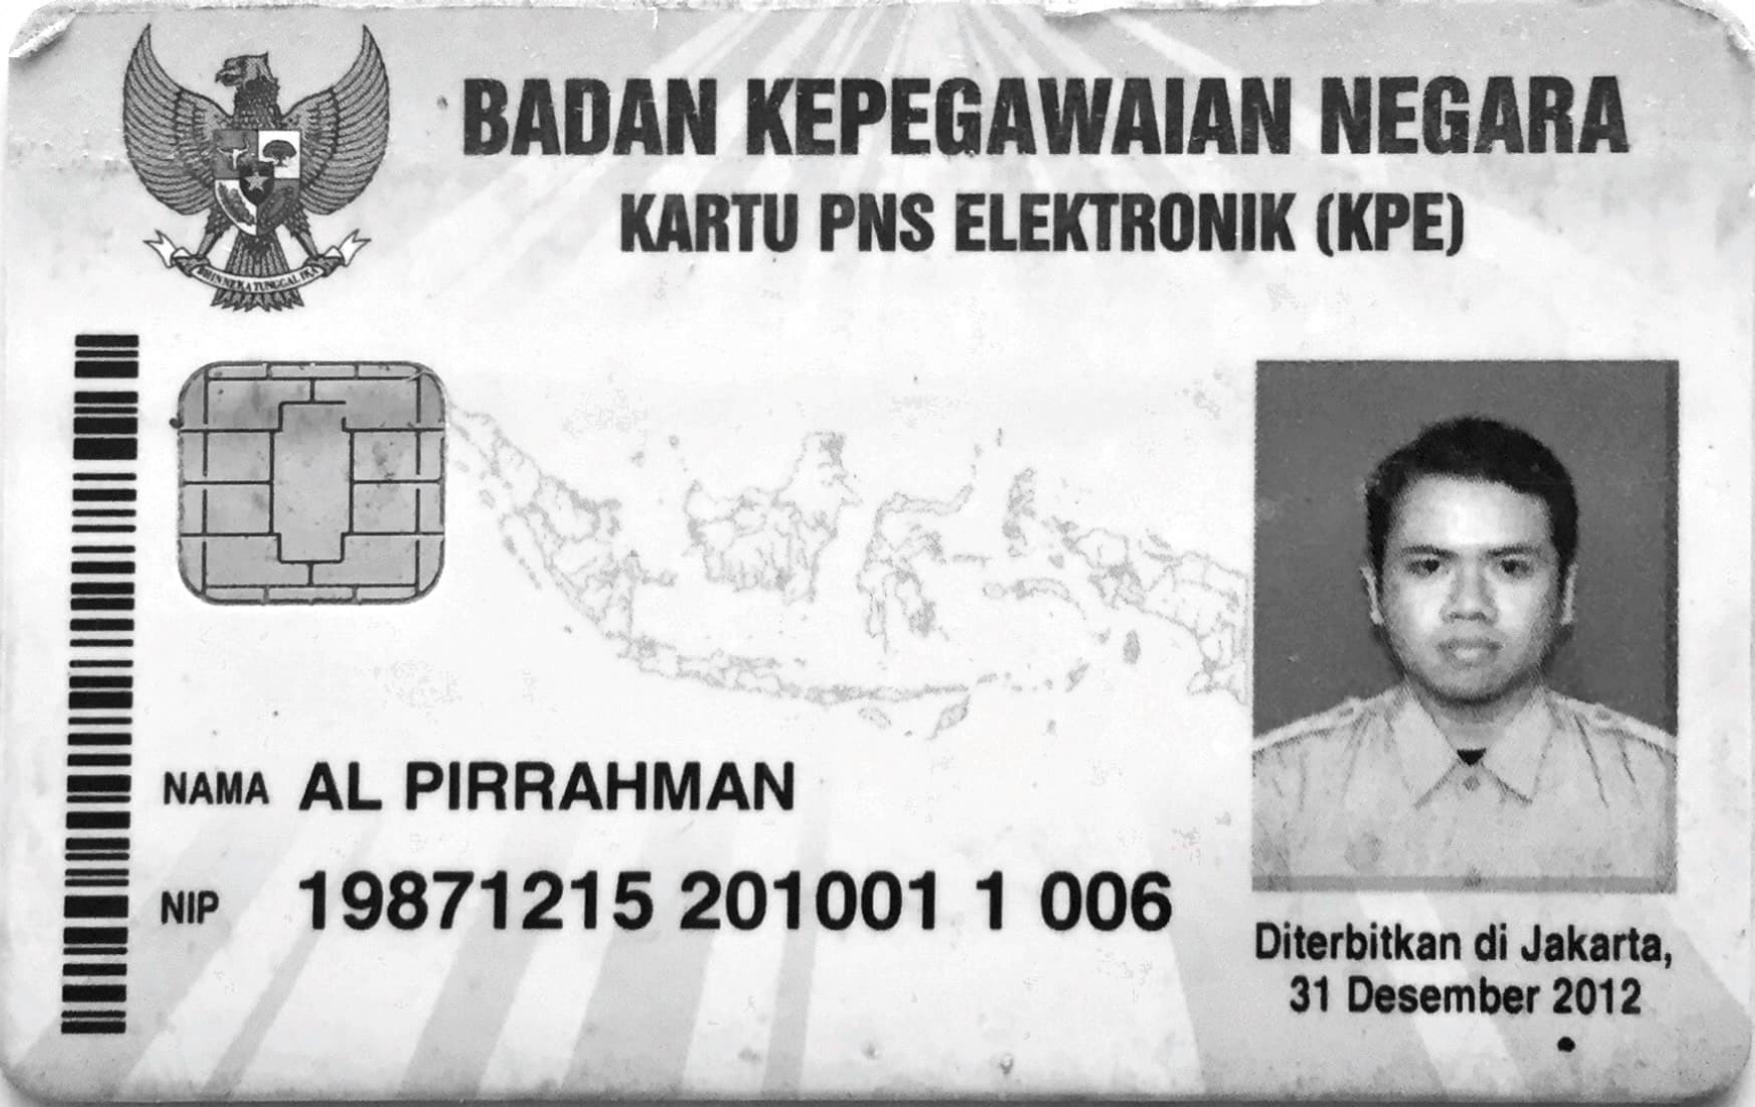 BADAN KEPEGAWAIAN NEGARA
KARTU PNS ELEKTRONIK (KPE)
BHINNEKA TUNGGAL IKA
NAMA AL PIRRAHMAN
NIP 19871215 201001 1 006
Diterbitkan di Jakarta,
31 Desember 2012